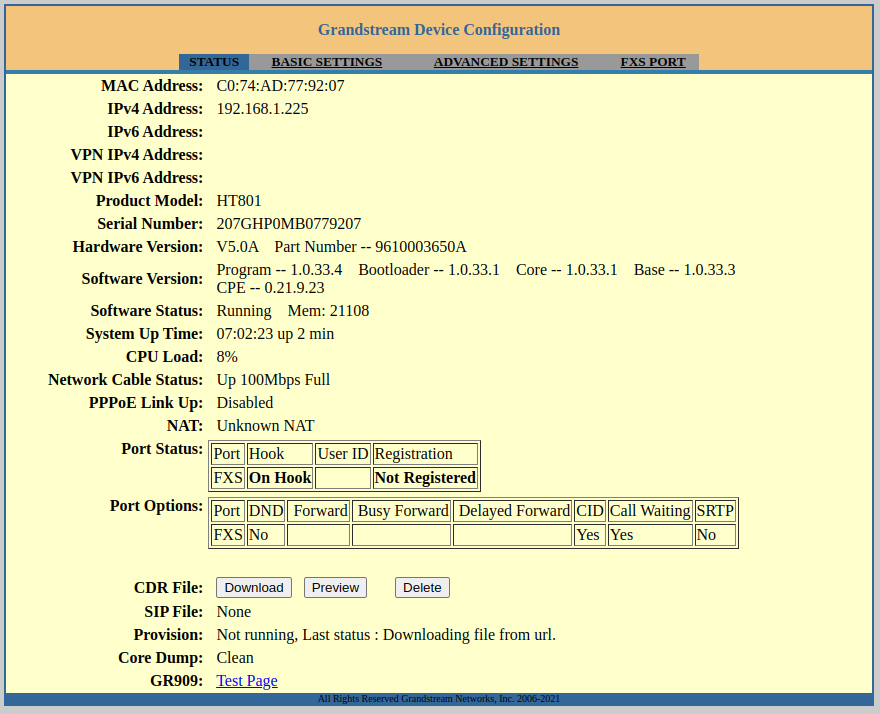 Grandstream Device Configuration
STATUS BASIC SETTINGS ADVANCED SETTINGS FXS PORT
MAC Address: C0:74:AD:77:92:07
IPv4 Address: 192.168.1.225
IPv6 Address:
VPN IPv4 Address:
VPN IPv6 Address:
Product Model: HT801
Serial Number: 207GHP0MB0779207
Hardware Version: V5.0A Part Number -- 9610003650A
Software Version: Program -- 1.0.33.4 Bootloader -- 1.0.33.1 Core -- 1.0.33.1 Base -- 1.0.33.3
CPE -- 0.21.9.23
Software Status: Running Mem: 21108
System Up Time: 07:02:23 up 2 min
CPU Load: 8%
Network Cable Status: Up 100Mbps Full
PPPoE Link Up: Disabled
NAT: Unknown NAT
Port Status: Port Hook User ID Registration
FXS On Hook Not Registered
Port Options: Port DND Forward Busy Forward Delayed Forward CID Call Waiting SRTP
FXS No Yes Yes No
CDR File: Download Preview Delete
SIP File: None
Provision: Not running, Last status : Downloading file from url.
Core Dump: Clean
GR909: Test Page
All Rights Reserved Grandstream Networks, Inc. 2006-2021